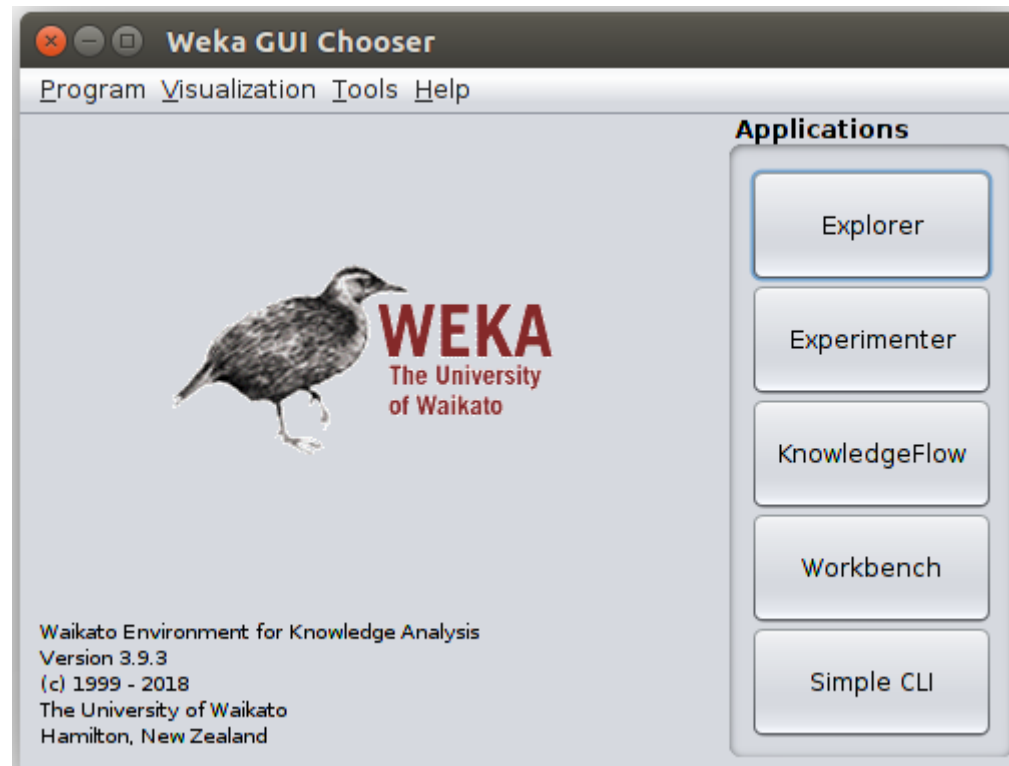 Weka GUI Chooser
Program Visualization Tools Help
Applications
Explorer
Experimenter
KnowledgeFlow
Workbench
Simple CLI
WEKA
The University
of Waikato
Waikato Environment for Knowledge Analysis
Version 3.9.3
(c) 1999 - 2018
The University of Waikato
Hamilton, New Zealand